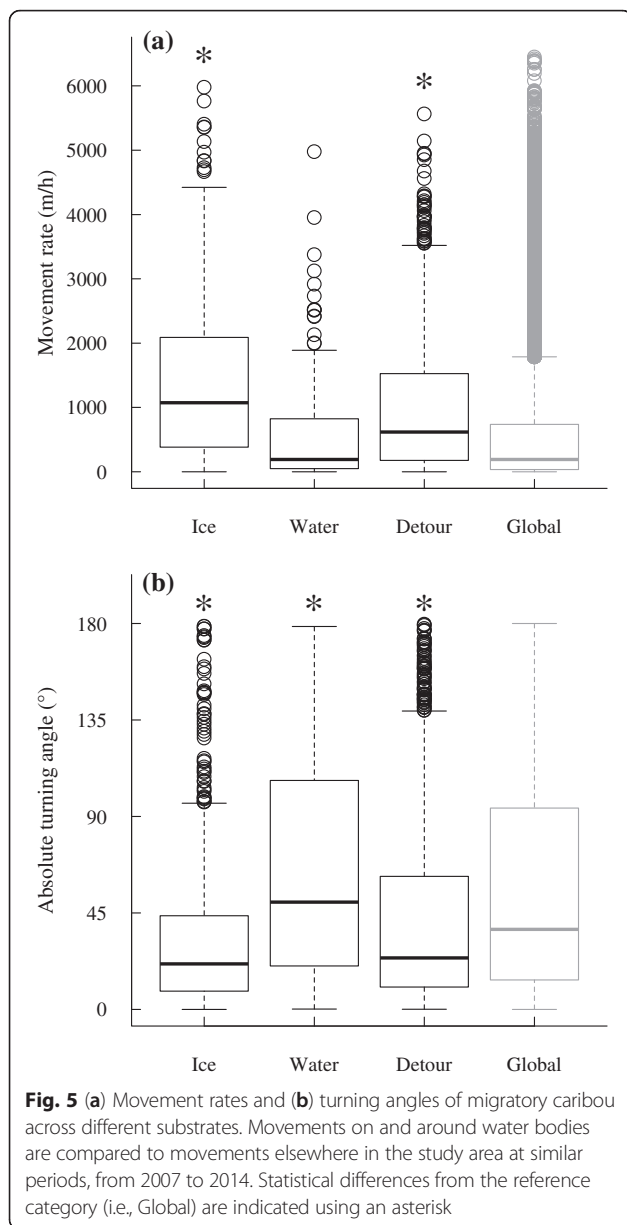 (a)
* *
Movement rate (m/h)
6000
5000
4000
3000
2000
1000
0
Ice Water Detour Global
(b)
* * *
Absolute turning angle (°)
180
135
90
45
0
Ice Water Detour Global
Fig. 5 (a) Movement rates and (b) turning angles of migratory caribou
across different substrates. Movements on and around water bodies
are compared to movements elsewhere in the study area at similar
periods, from 2007 to 2014. Statistical differences from the reference
category (i.e., Global) are indicated using an asterisk